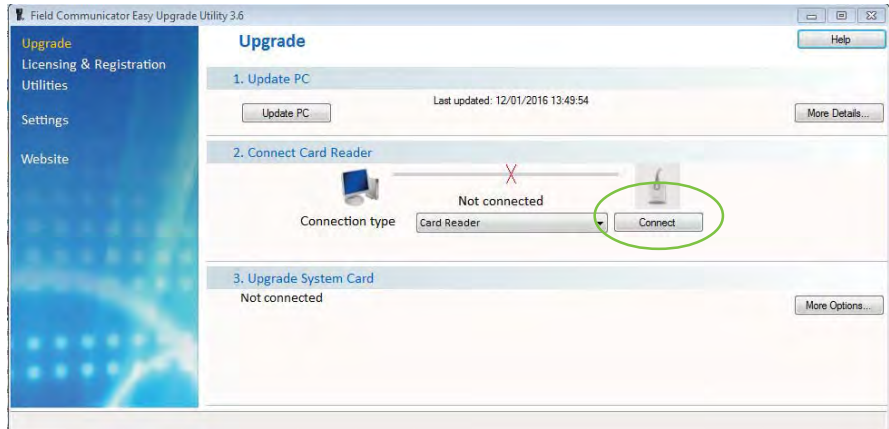 Field Communicator Easy Upgrade Utility 3.6
Upgrade
Licensing & Registration
Utilities
Settings
Website
Upgrade
Help
1. Update PC
Update PC
Last updated: 12/01/2016 13:49:54
More Details...
2. Connect Card Reader
Not connected
Connection type
Card Reader
Connect
3. Upgrade System Card
Not connected
More Options...